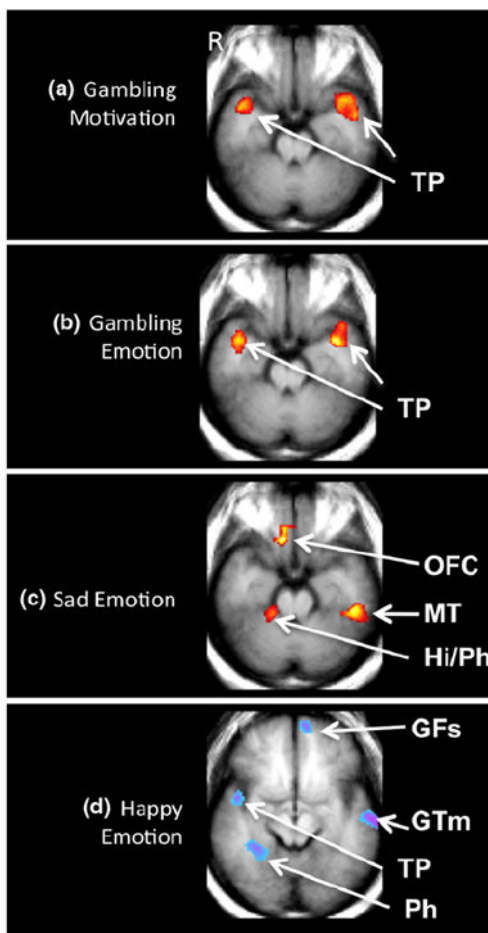 R
(a) Gambling
Motivation
TP
(b) Gambling
Emotion
TP
OFC
(c) Sad Emotion
MT
Hi/Ph
GFs
(d) Happy
Emotion
GTm
TP
Ph